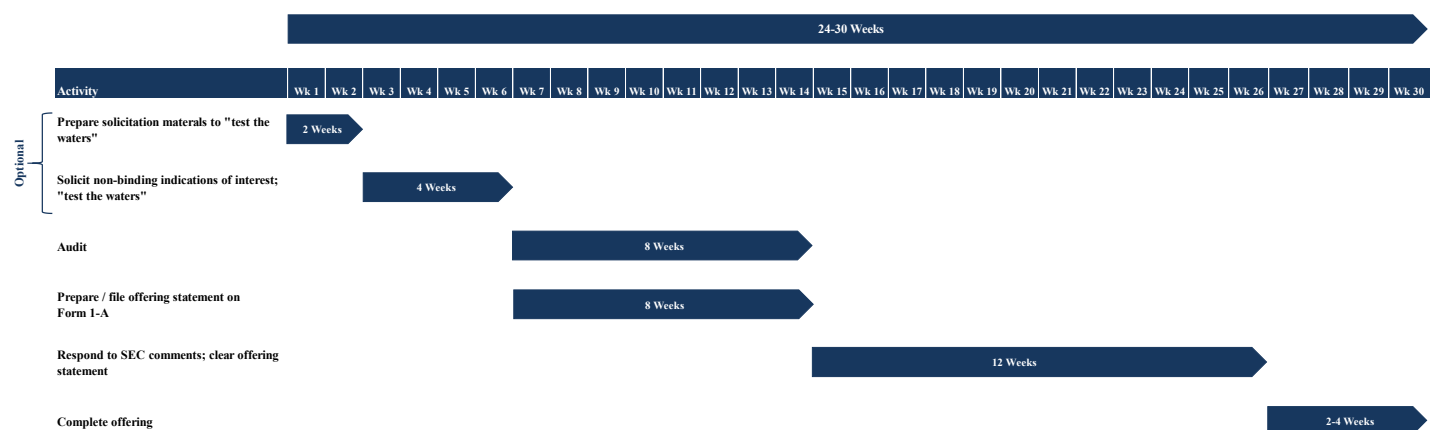 24-30 Weeks
Activity Wk 1 Wk 2 Wk 3 Wk 4 Wk 5 Wk 6 Wk 7 Wk 8 Wk 9 Wk 10 Wk 11 Wk 12 Wk 13 Wk 14 Wk 15 Wk 16 Wk 17 Wk 18 Wk 19 Wk 20 Wk 21 Wk 22 Wk 23 Wk 24 Wk 25 Wk 26 Wk 27 Wk 28 Wk 29 Wk 30
Optional
Prepare solicitation materals to "test the
waters"
2 Weeks
Solicit non-binding indications of interest;
"test the waters"
4 Weeks
Audit
8 Weeks
Prepare / file offering statement on
Form 1-A
8 Weeks
Respond to SEC comments; clear offering
statement
12 Weeks
Complete offering
2-4 Weeks